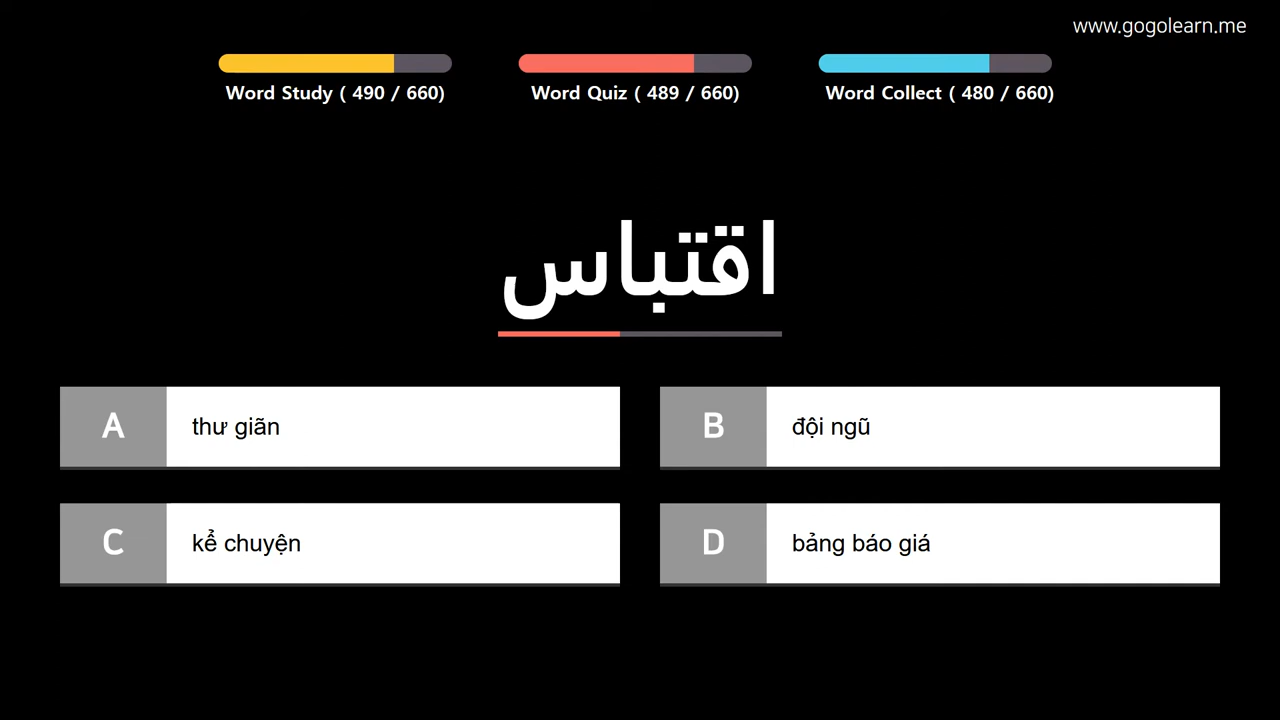 www.gogolearn.me
Word Study ( 490 / 660)
Word Quiz ( 489 / 660)
Word Collect ( 480 / 660)
اقتباس
A thư giãn
B đội ngũ
C kể chuyện
D bảng báo giá